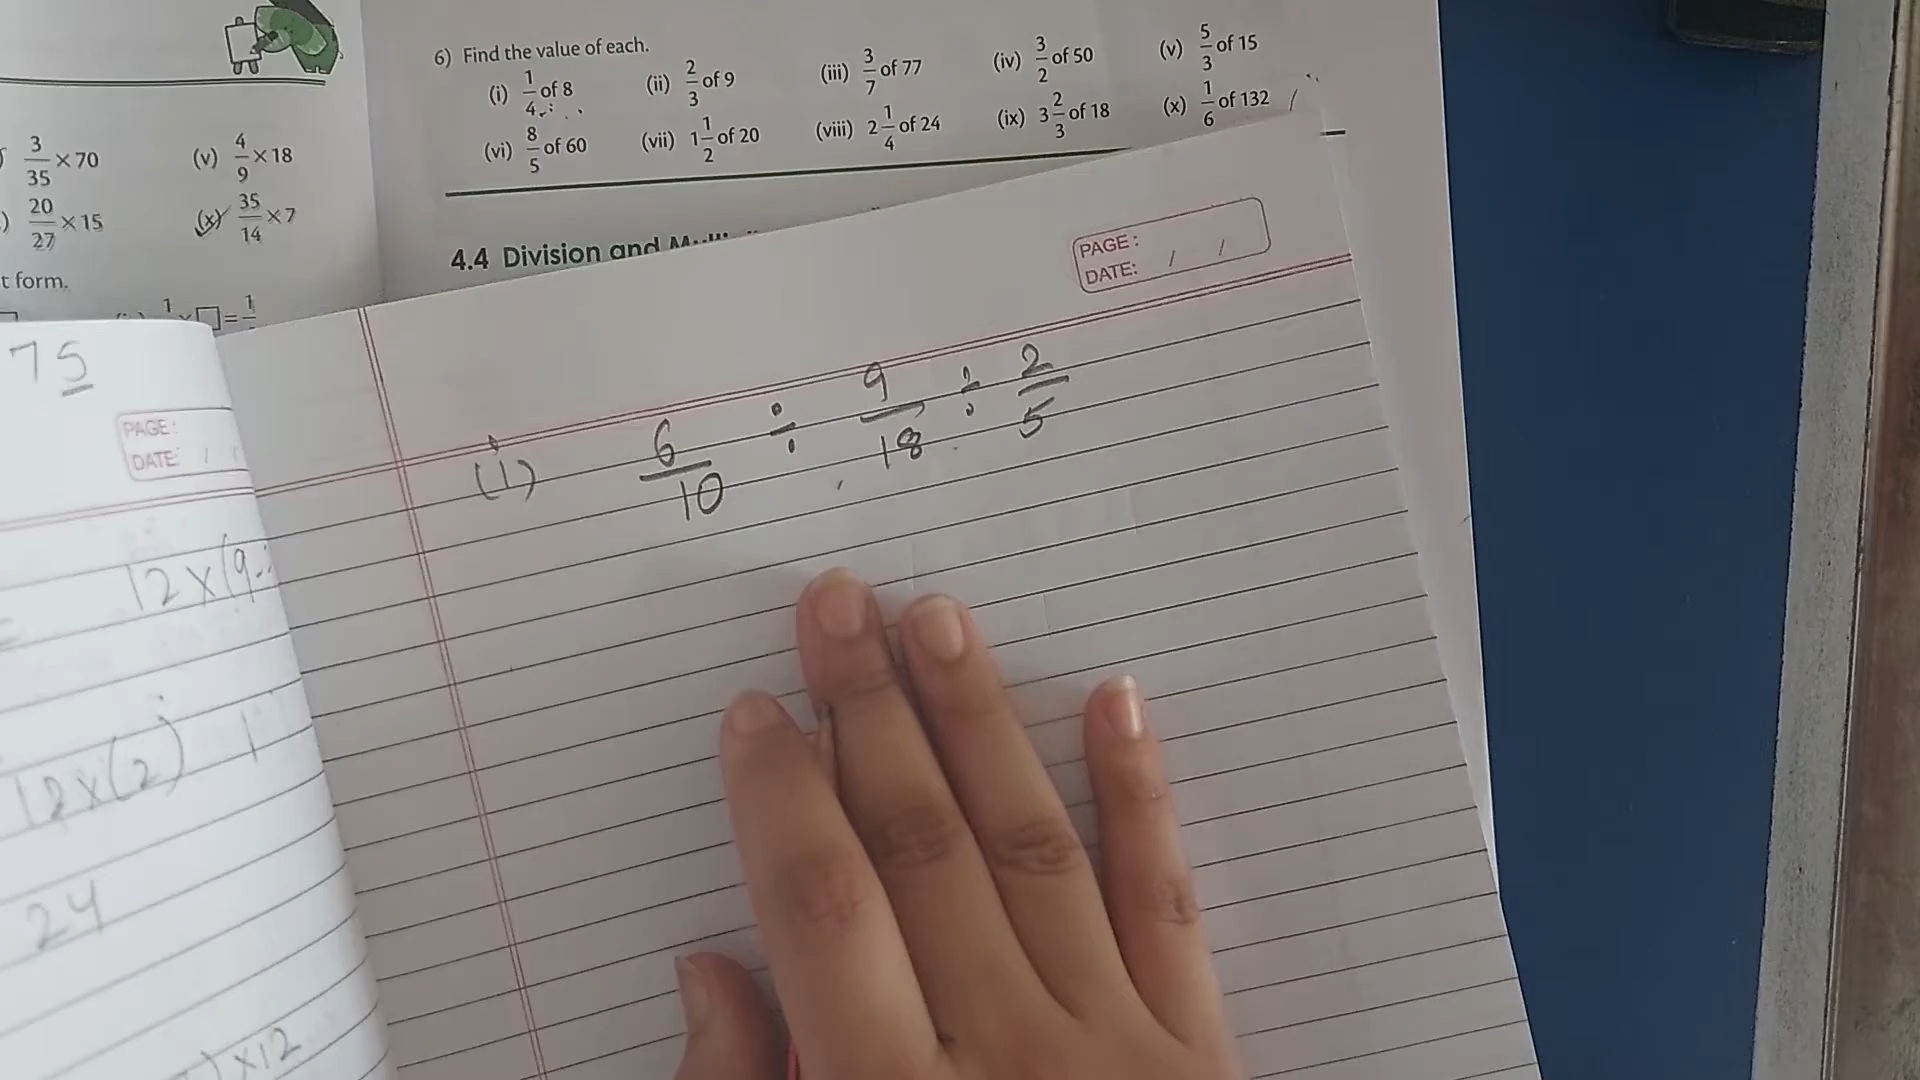 6) Find the value of each.
(i) 1/4 of 8 (ii) 2/3 of 9 (iii) 3/7 of 77 (iv) 3/2 of 50 (v) 5/3 of 15
(vi) 8/5 of 60 (vii) 1 1/2 of 20 (viii) 2 1/4 of 24 (ix) 3 2/3 of 18 (x) 1/6 of 132
3/35 × 70 (v) 4/9 × 18
) 20/27 × 15 (x) 35/14 × 7
t form.
4.4 Division and
PAGE:
DATE: / /
(1) 6/10 ÷ 9/18 ÷ 2/5
75
PAGE:
DATE: / /
12×(9
=
12×(2) 1
24
)×12